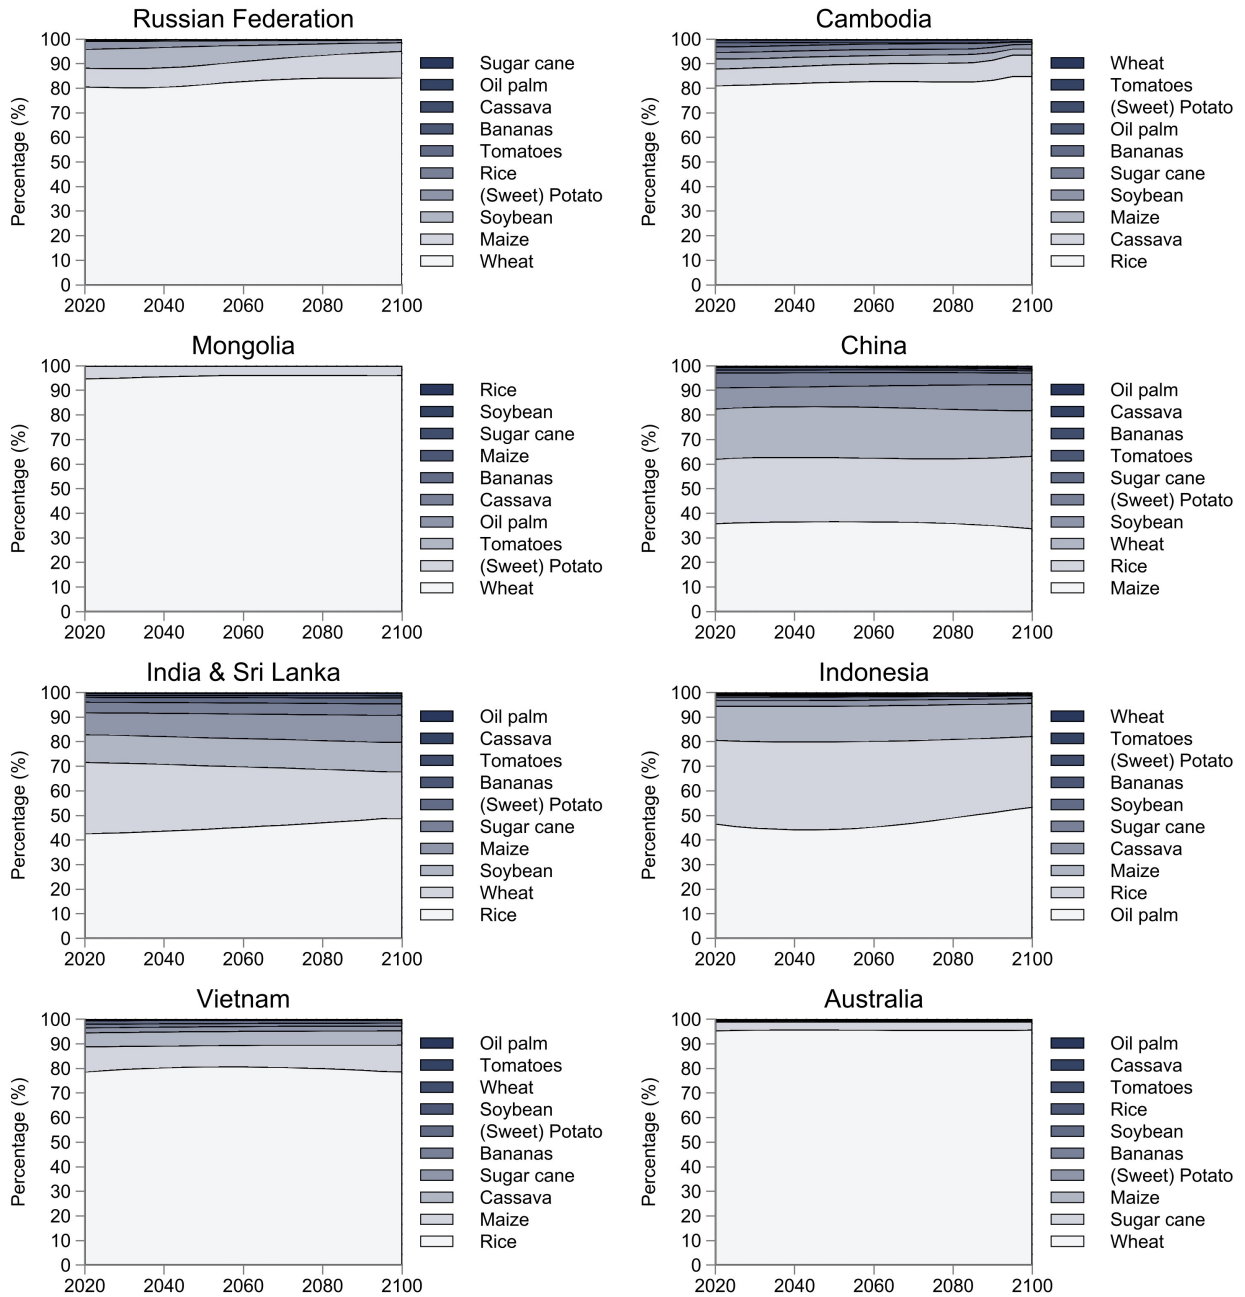 Russian Federation
Percentage (%)
100
90
80
70
60
50
40
30
20
10
0
2020 2040 2060 2080 2100
Sugar cane
Oil palm
Cassava
Bananas
Tomatoes
Rice
(Sweet) Potato
Soybean
Maize
Wheat
Cambodia
Percentage (%)
100
90
80
70
60
50
40
30
20
10
0
2020 2040 2060 2080 2100
Wheat
Tomatoes
(Sweet) Potato
Oil palm
Bananas
Sugar cane
Soybean
Maize
Cassava
Rice
Mongolia
Percentage (%)
100
90
80
70
60
50
40
30
20
10
0
2020 2040 2060 2080 2100
Rice
Soybean
Sugar cane
Maize
Bananas
Cassava
Oil palm
Tomatoes
(Sweet) Potato
Wheat
China
Percentage (%)
100
90
80
70
60
50
40
30
20
10
0
2020 2040 2060 2080 2100
Oil palm
Cassava
Bananas
Tomatoes
Sugar cane
(Sweet) Potato
Soybean
Wheat
Rice
Maize
India & Sri Lanka
Percentage (%)
100
90
80
70
60
50
40
30
20
10
0
2020 2040 2060 2080 2100
Oil palm
Cassava
Tomatoes
Bananas
(Sweet) Potato
Sugar cane
Maize
Soybean
Wheat
Rice
Indonesia
Percentage (%)
100
90
80
70
60
50
40
30
20
10
0
2020 2040 2060 2080 2100
Wheat
Tomatoes
(Sweet) Potato
Bananas
Soybean
Sugar cane
Cassava
Maize
Rice
Oil palm
Vietnam
Percentage (%)
100
90
80
70
60
50
40
30
20
10
0
2020 2040 2060 2080 2100
Oil palm
Tomatoes
Wheat
Soybean
(Sweet) Potato
Bananas
Sugar cane
Cassava
Maize
Rice
Australia
Percentage (%)
100
90
80
70
60
50
40
30
20
10
0
2020 2040 2060 2080 2100
Oil palm
Cassava
Tomatoes
Rice
Soybean
Bananas
(Sweet) Potato
Maize
Sugar cane
Wheat